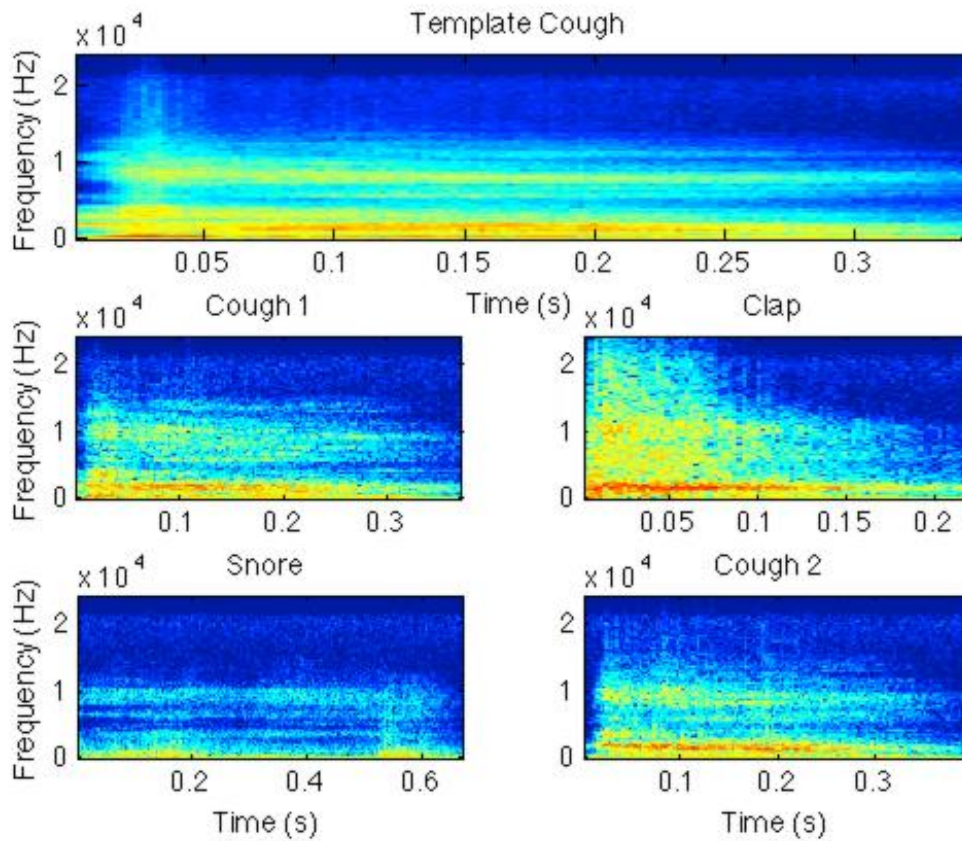 Template Cough
x 10^4
Frequency (Hz)
2
1
0
0.05 0.1 0.15 0.2 0.25 0.3
Time (s)
Cough 1
x 10^4
Frequency (Hz)
2
1
0
0.1 0.2 0.3
Clap
x 10^4
2
1
0
0.05 0.1 0.15 0.2
Snore
x 10^4
Frequency (Hz)
2
1
0
0.2 0.4 0.6
Time (s)
Cough 2
x 10^4
2
1
0
0.1 0.2 0.3
Time (s)